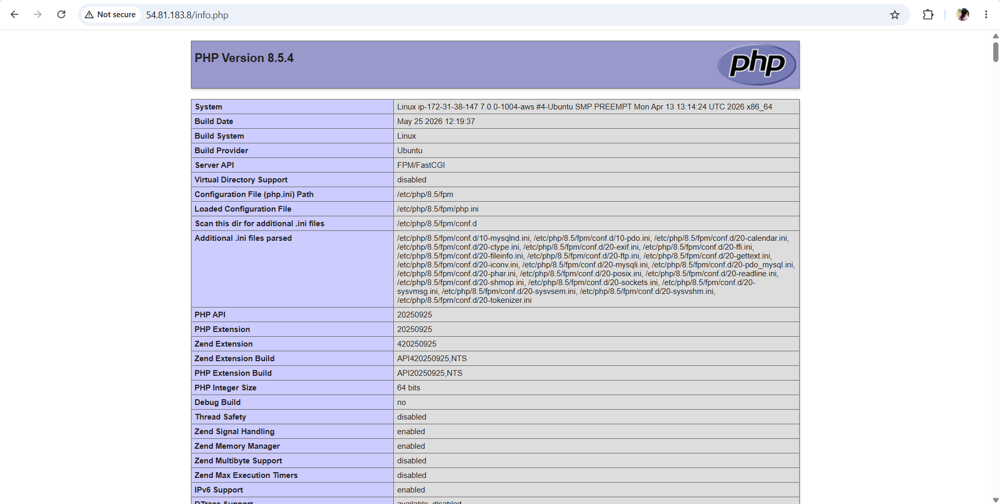 Not secure 54.81.183.8/info.php
PHP Version 8.5.4
php
System Linux ip-172-31-38-147 7.0.0-1004-aws #4-Ubuntu SMP PREEMPT Mon Apr 13 13:14:24 UTC 2026 x86_64
Build Date May 25 2026 12:19:37
Build System Linux
Build Provider Ubuntu
Server API FPM/FastCGI
Virtual Directory Support disabled
Configuration File (php.ini) Path /etc/php/8.5/fpm
Loaded Configuration File /etc/php/8.5/fpm/php.ini
Scan this dir for additional .ini files /etc/php/8.5/fpm/conf.d
Additional .ini files parsed /etc/php/8.5/fpm/conf.d/10-mysqlnd.ini, /etc/php/8.5/fpm/conf.d/10-pdo.ini, /etc/php/8.5/fpm/conf.d/20-calendar.ini,
/etc/php/8.5/fpm/conf.d/20-ctype.ini, /etc/php/8.5/fpm/conf.d/20-exif.ini, /etc/php/8.5/fpm/conf.d/20-ffi.ini,
/etc/php/8.5/fpm/conf.d/20-fileinfo.ini, /etc/php/8.5/fpm/conf.d/20-ftp.ini, /etc/php/8.5/fpm/conf.d/20-gettext.ini,
/etc/php/8.5/fpm/conf.d/20-iconv.ini, /etc/php/8.5/fpm/conf.d/20-mysqli.ini, /etc/php/8.5/fpm/conf.d/20-pdo_mysql.ini,
/etc/php/8.5/fpm/conf.d/20-phar.ini, /etc/php/8.5/fpm/conf.d/20-posix.ini, /etc/php/8.5/fpm/conf.d/20-readline.ini,
/etc/php/8.5/fpm/conf.d/20-shmop.ini, /etc/php/8.5/fpm/conf.d/20-sockets.ini, /etc/php/8.5/fpm/conf.d/20-
sysvmsg.ini, /etc/php/8.5/fpm/conf.d/20-sysvsem.ini, /etc/php/8.5/fpm/conf.d/20-sysvshm.ini,
/etc/php/8.5/fpm/conf.d/20-tokenizer.ini
PHP API 20250925
PHP Extension 20250925
Zend Extension 420250925
Zend Extension Build API420250925,NTS
PHP Extension Build API20250925,NTS
PHP Integer Size 64 bits
Debug Build no
Thread Safety disabled
Zend Signal Handling enabled
Zend Memory Manager enabled
Zend Multibyte Support disabled
Zend Max Execution Timers disabled
IPv6 Support enabled
DTrace Support available, disabled